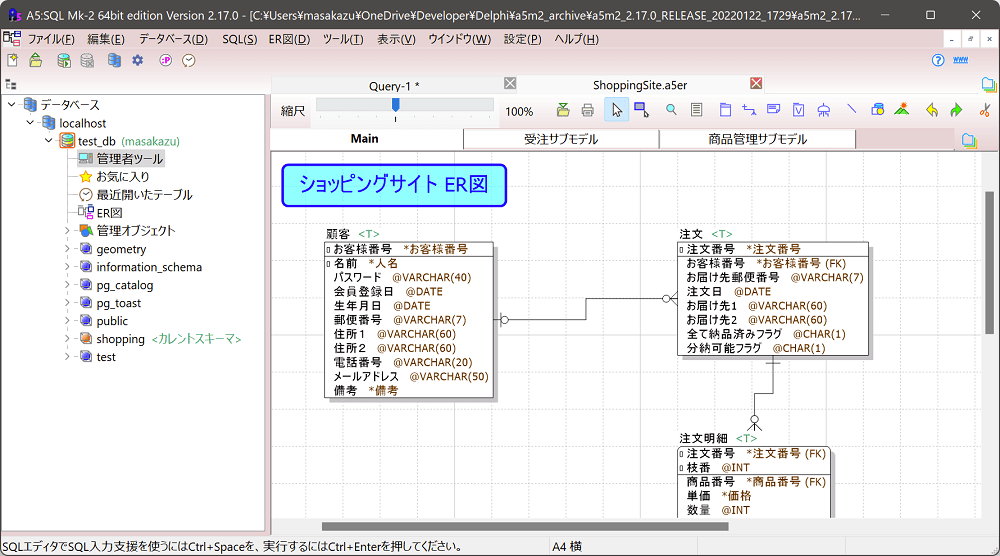 A5:SQL Mk-2 64bit edition Version 2.17.0 - [C:¥Users¥masakazu¥OneDrive¥Developer¥Delphi¥a5m2_archive¥a5m2_2.17.0_RELEASE_20220122_1729¥a5m2_2.17....
ファイル(F) 編集(E) データベース(D) SQL(S) ER図(D) ツール(T) 表示(V) ウインドウ(W) 設定(P) ヘルプ(H)
Query-1 * ShoppingSite.a5er
縮尺 100%
Main 受注サブモデル 商品管理サブモデル
データベース
localhost
test_db (masakazu)
管理者ツール
お気に入り
最近開いたテーブル
ER図
管理オブジェクト
geometry
information_schema
pg_catalog
pg_toast
public
shopping <カレントスキーマ>
test
ショッピングサイト ER図
顧客 <T>
お客様番号 *お客様番号
名前 *人名
パスワード @VARCHAR(40)
会員登録日 @DATE
生年月日 @DATE
郵便番号 @VARCHAR(7)
住所1 @VARCHAR(60)
住所2 @VARCHAR(60)
電話番号 @VARCHAR(20)
メールアドレス @VARCHAR(50)
備考 *備考
注文 <T>
注文番号 *注文番号
お客様番号 *お客様番号 (FK)
お届け先郵便番号 @VARCHAR(7)
注文日 @DATE
お届け先1 @VARCHAR(60)
お届け先2 @VARCHAR(60)
全て納品済みフラグ @CHAR(1)
分納可能フラグ @CHAR(1)
注文明細 <T>
注文番号 *注文番号 (FK)
枝番 @INT
商品番号 *商品番号 (FK)
単価 *価格
数量 @INT
SQLエディタでSQL入力支援を使うにはCtrl+Spaceを、実行するにはCtrl+Enterを押してください。 A4 横